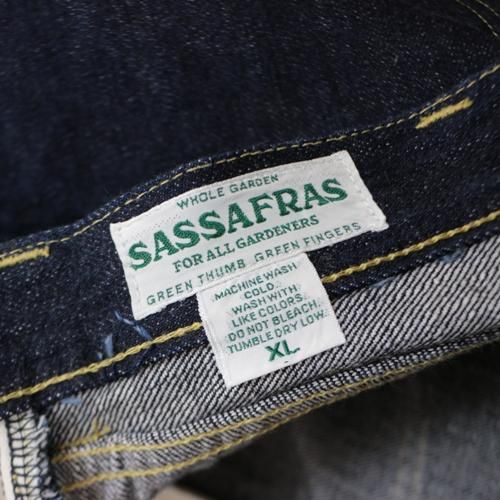 WHOLE GARDEN
SASSAFRAS
FOR ALL GARDENERS
GREEN THUMB GREEN FINGERS
MACHINE WASH
COLD.
WASH WITH
LIKE COLORS.
DO NOT BLEACH.
TUMBLE DRY LOW.
XL